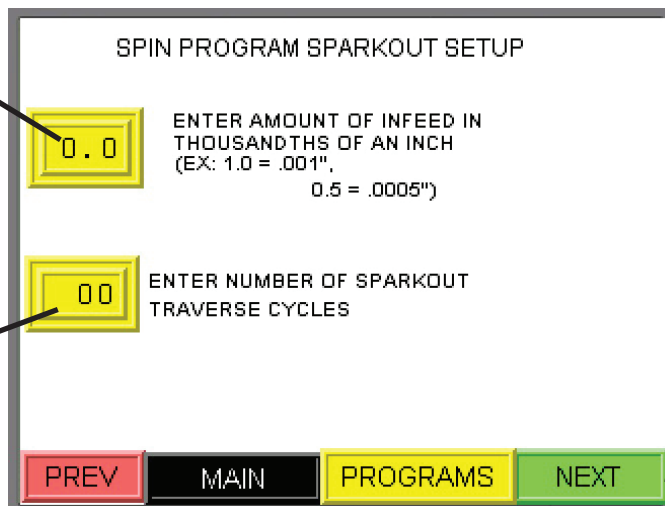 SPIN PROGRAM SPARKOUT SETUP
0.0
ENTER AMOUNT OF INFEED IN
THOUSANDTHS OF AN INCH
(EX: 1.0 = .001",
0.5 = .0005")
00
ENTER NUMBER OF SPARKOUT
TRAVERSE CYCLES
PREV
MAIN
PROGRAMS
NEXT